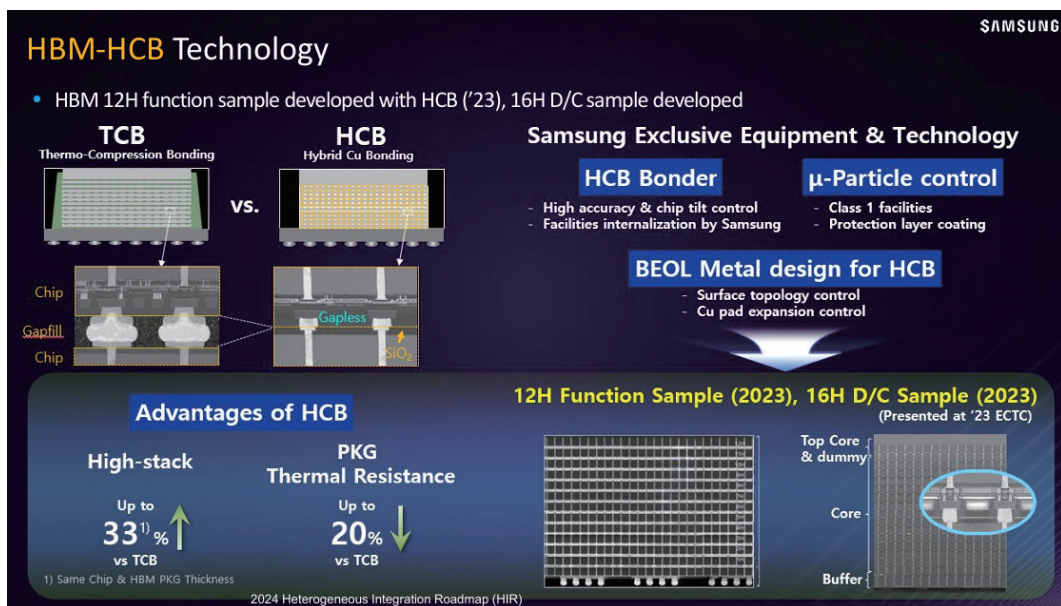 SAMSUNG
HBM-HCB Technology
• HBM 12H function sample developed with HCB ('23), 16H D/C sample developed
TCB
Thermo-Compression Bonding
vs.
HCB
Hybrid Cu Bonding
Chip
Gapfill
Chip
Gapless
SiO₂
Samsung Exclusive Equipment & Technology
HCB Bonder
- High accuracy & chip tilt control
- Facilities internalization by Samsung
μ-Particle control
- Class 1 facilities
- Protection layer coating
BEOL Metal design for HCB
- Surface topology control
- Cu pad expansion control
Advantages of HCB
High-stack
Up to
33¹⁾%
vs TCB
PKG
Thermal Resistance
Up to
20%
vs TCB
1) Same Chip & HBM PKG Thickness
12H Function Sample (2023), 16H D/C Sample (2023)
(Presented at '23 ECTC)
Top Core
& dummy
Core
Buffer
2024 Heterogeneous Integration Roadmap (HIR)